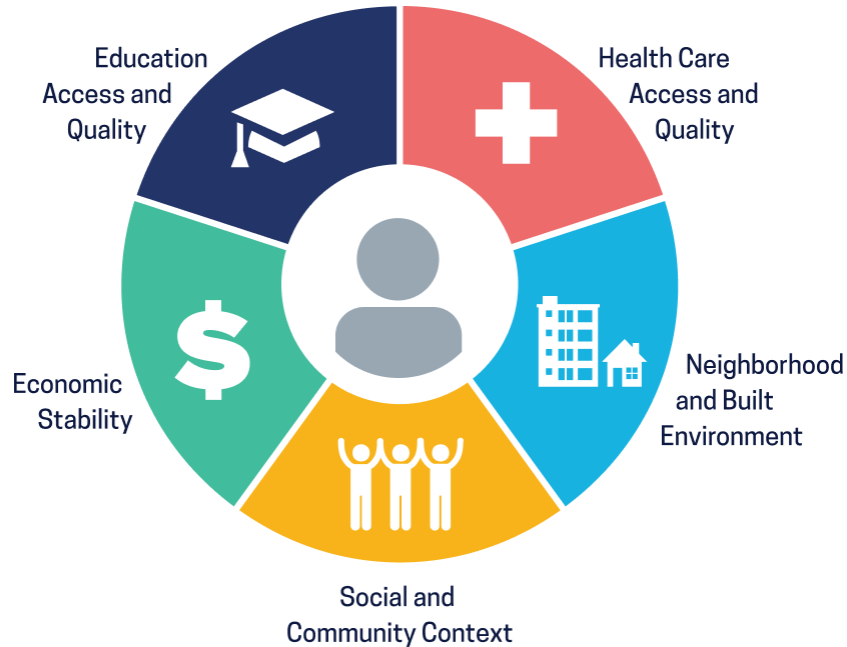 Education
Access and
Quality
Health Care
Access and
Quality
Economic
Stability
Neighborhood
and Built
Environment
Social and
Community Context